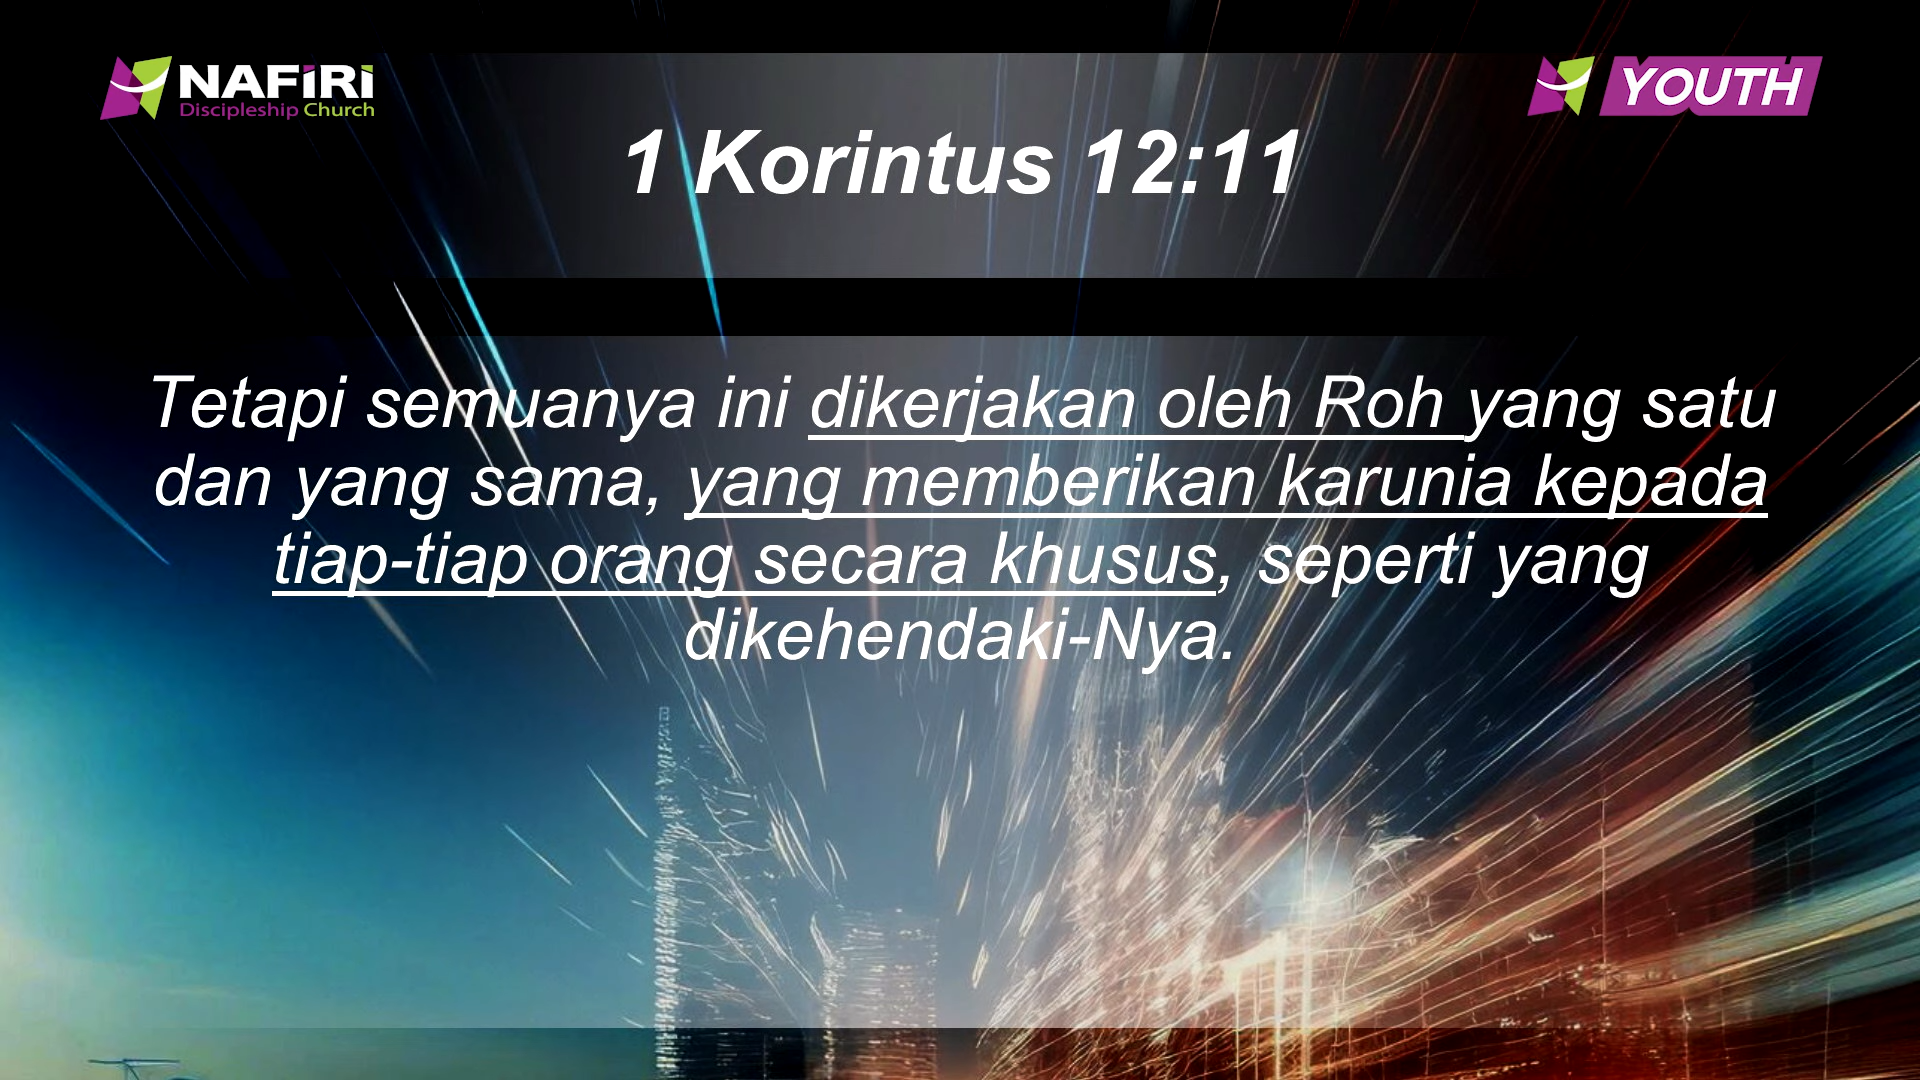 NAFIRI
Discipleship Church
YOUTH
1 Korintus 12:11
Tetapi semuanya ini dikerjakan oleh Roh yang satu
dan yang sama, yang memberikan karunia kepada
tiap-tiap orang secara khusus, seperti yang
dikehendaki-Nya.